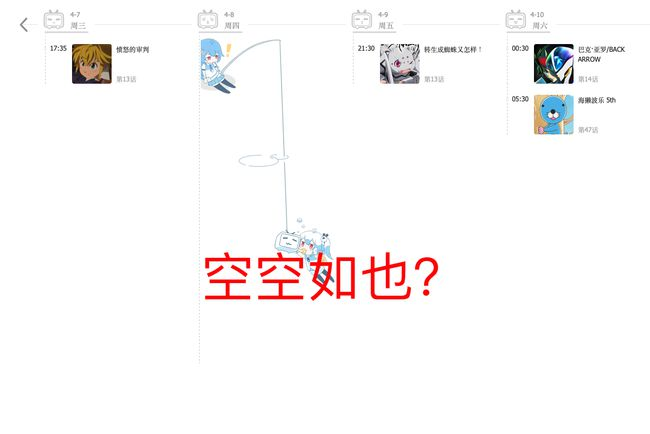 4-7
周三
17:35
愤怒的审判
第13话
4-8
周四
空空如也?
4-9
周五
21:30
转生成蜘蛛又怎样！
第13话
4-10
周六
00:30
巴克·亚罗/BACK
ARROW
第14话
05:30
海獭波乐 5th
第47话